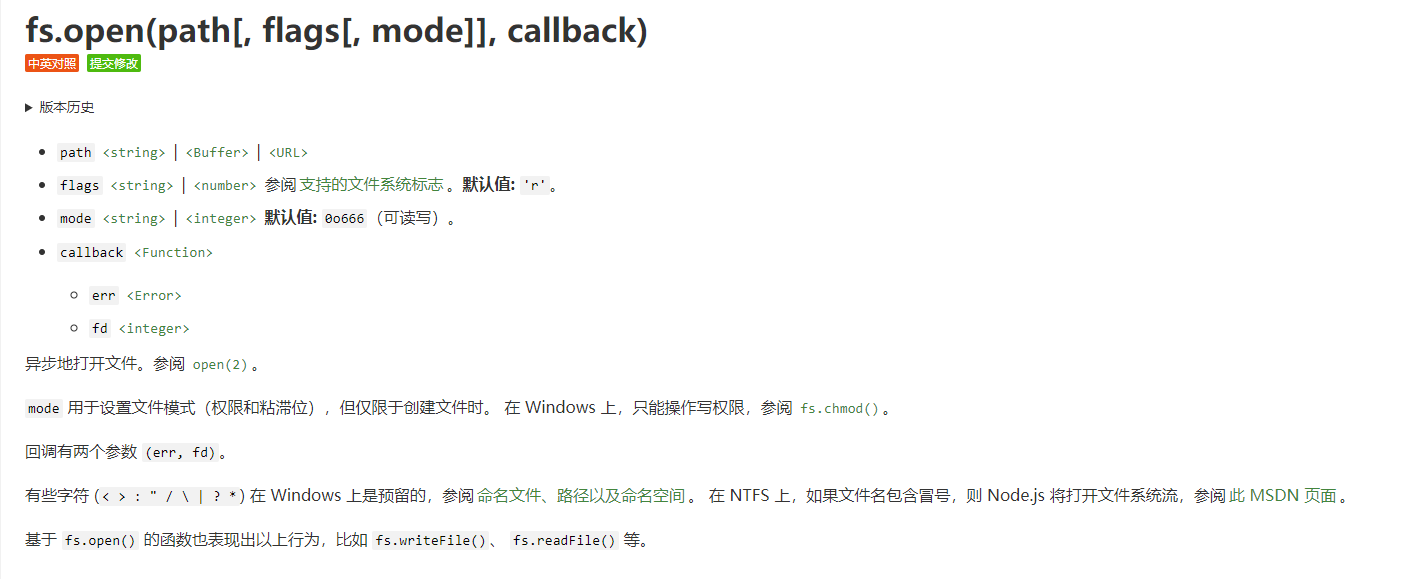 fs.open(path[, flags[, mode]], callback)
中英对照 提交修改
▶ 版本历史
• path <string> | <Buffer> | <URL>
• flags <string> | <number> 参阅支持的文件系统标志。默认值: 'r'。
• mode <string> | <integer> 默认值: 0o666（可读写）。
• callback <Function>
○ err <Error>
○ fd <integer>
异步地打开文件。参阅 open(2)。
mode 用于设置文件模式（权限和粘滞位），但仅限于创建文件时。 在 Windows 上，只能操作写权限，参阅 fs.chmod()。
回调有两个参数 (err, fd)。
有些字符 (< > : " / \ | ? *) 在 Windows 上是预留的，参阅命名文件、路径以及命名空间。 在 NTFS 上，如果文件名包含冒号，则 Node.js 将打开文件系统流，参阅此 MSDN 页面。
基于 fs.open() 的函数也表现出以上行为，比如 fs.writeFile()、 fs.readFile() 等。